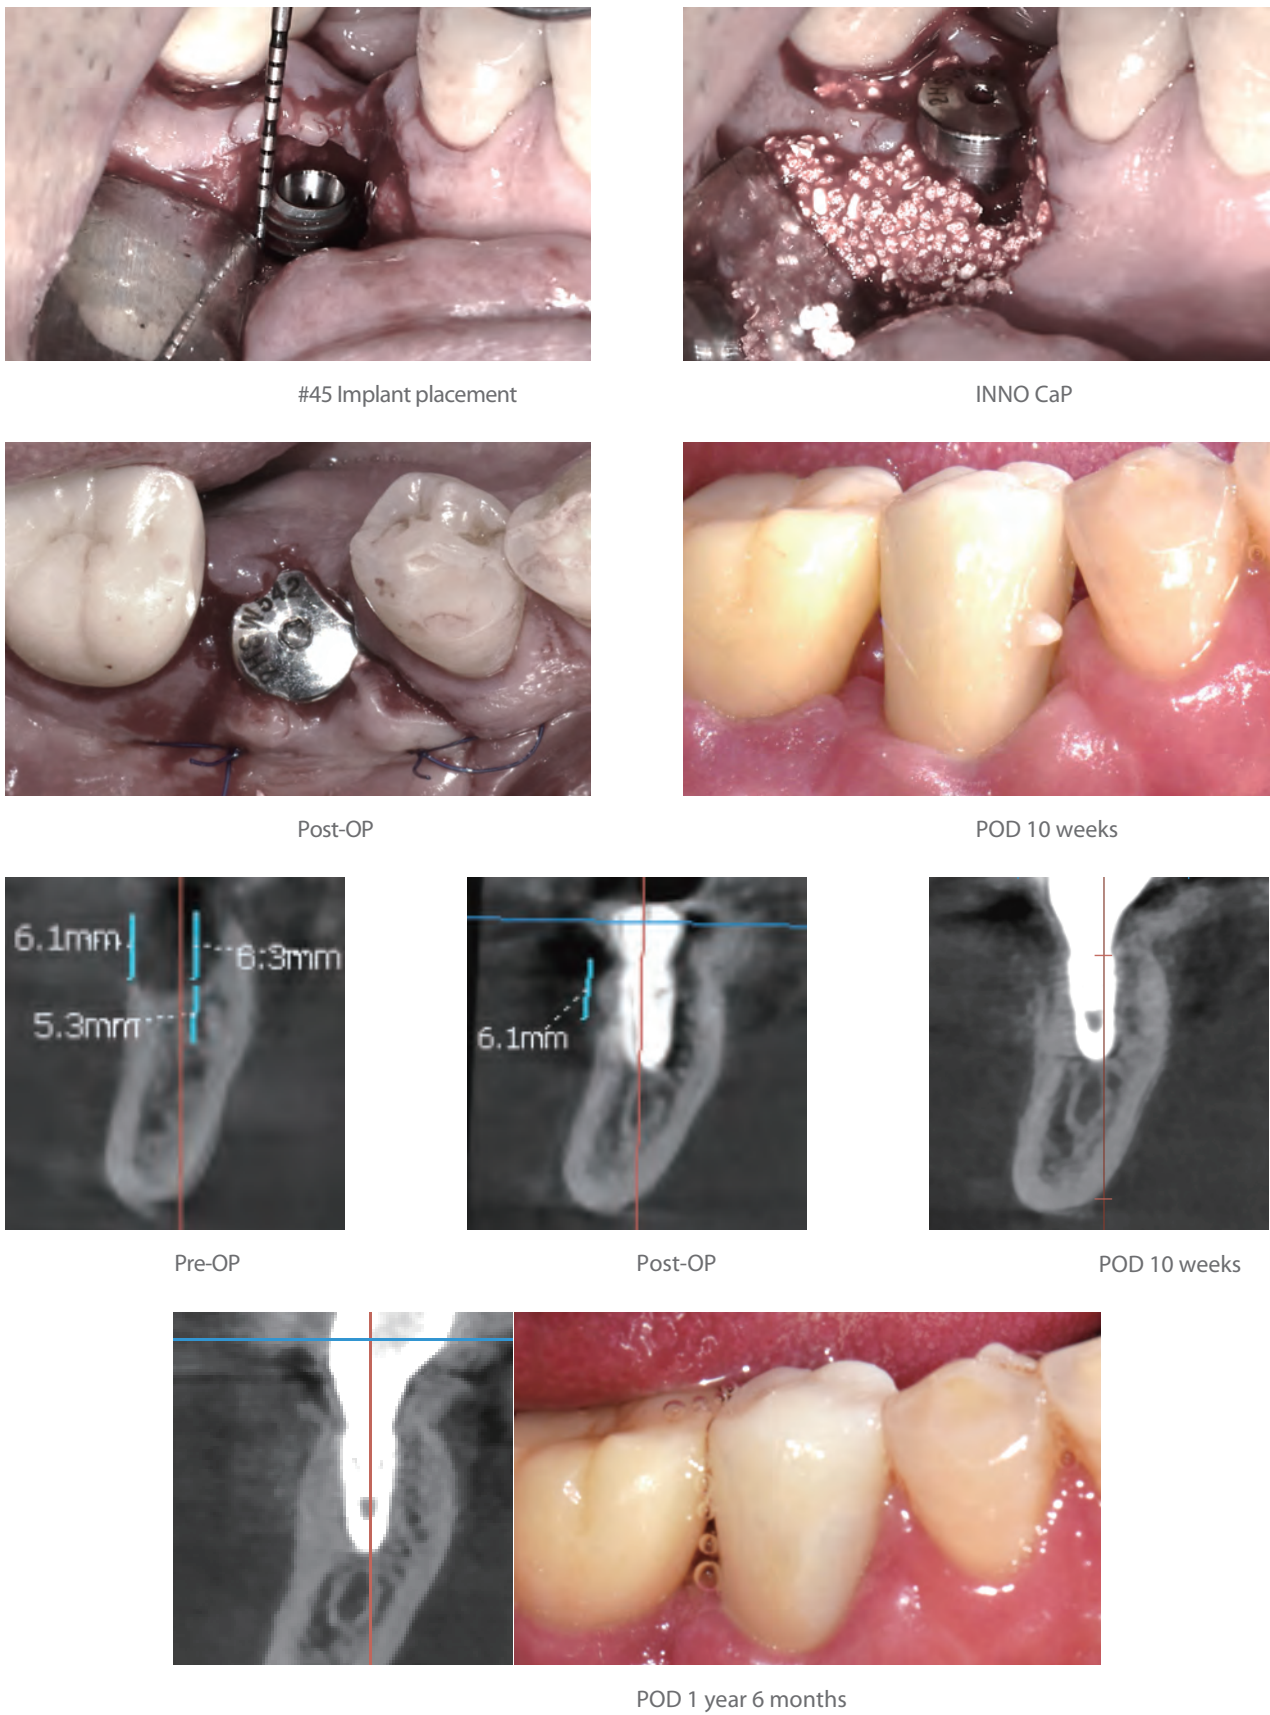 #45 Implant placement
INNO CaP
Post-OP
POD 10 weeks
6.1mm
6.3mm
5.3mm
6.1mm
Pre-OP
Post-OP
POD 10 weeks
POD 1 year 6 months